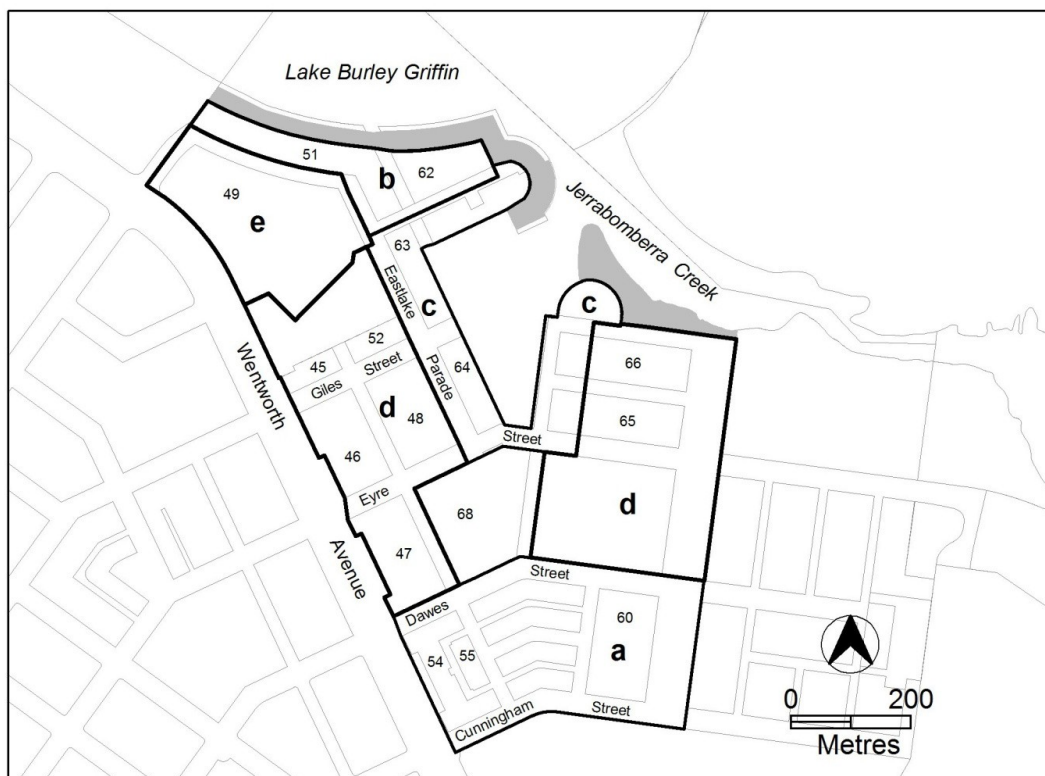 Lake Burley Griffin
51
b
62
49
e
Jerrabomberra Creek
63
Eastlake
c
c
52
45
Street
Giles
Parade
64
66
Wentworth
d
48
65
Street
46
Eyre
68
d
47
Avenue
Street
Dawes
60
54
55
a
Cunningham
Street
0 200
Metres